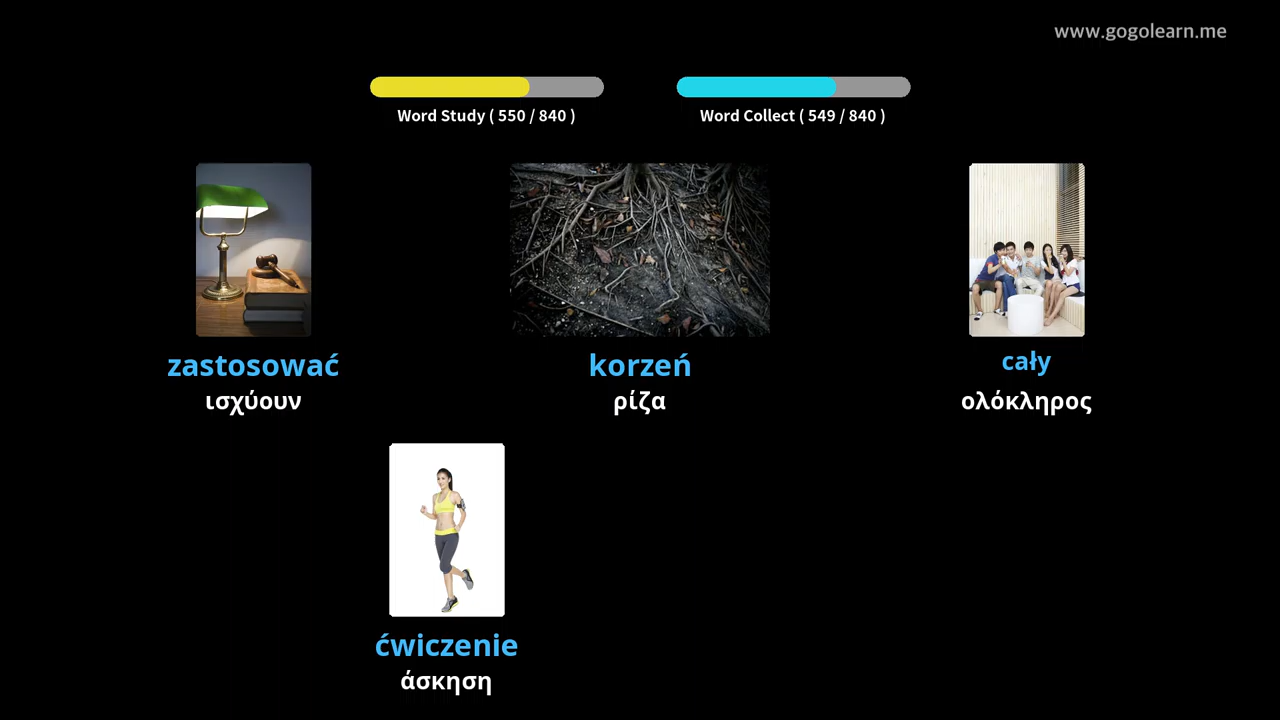 www.gogolearn.me
Word Study ( 550 / 840 )
Word Collect ( 549 / 840 )
zastosować
ισχύουν
korzeń
ρίζα
cały
ολόκληρος
ćwiczenie
άσκηση